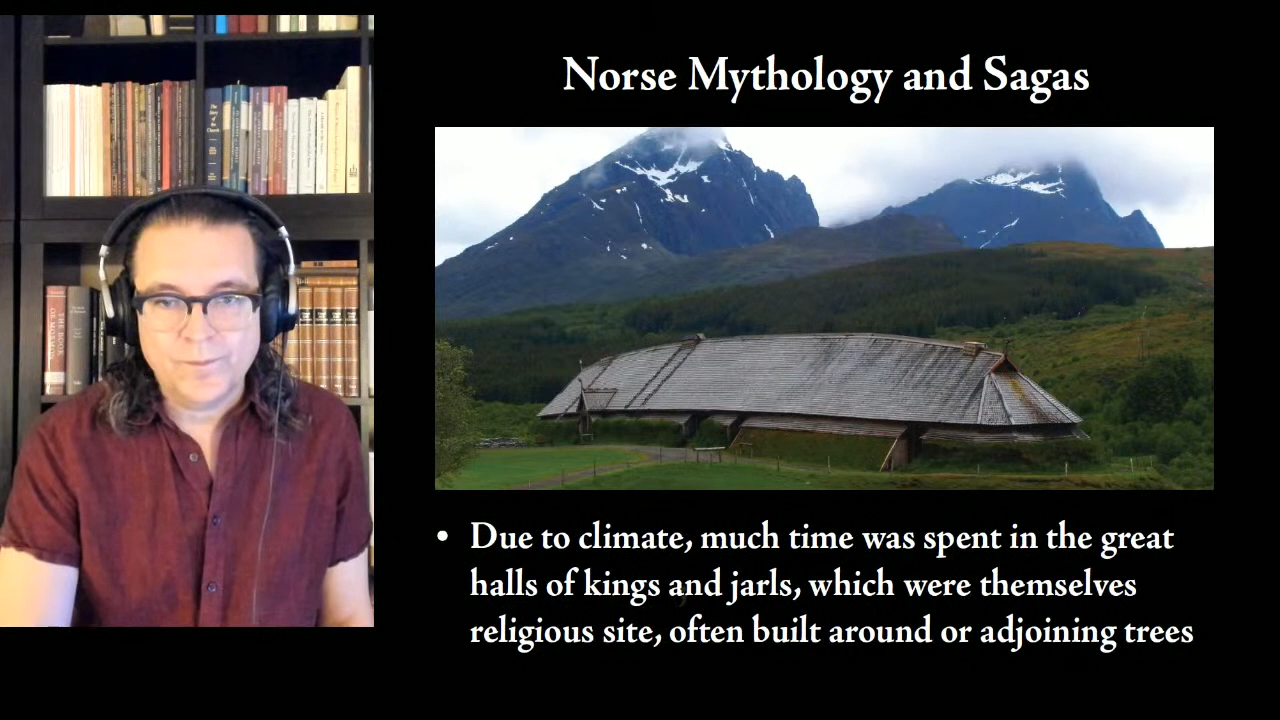 Norse Mythology and Sagas
• Due to climate, much time was spent in the great
halls of kings and jarls, which were themselves
religious site, often built around or adjoining trees